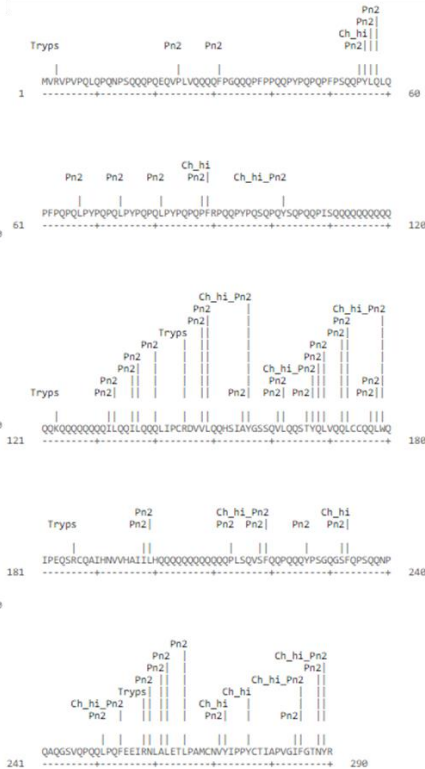 Pn2
Pn2|
Ch_hi||
Tryps Pn2 Pn2 Pn2|||
| | | ||||
MVRVPVPQLQPQNPSQQQPQEQVPLVQQQQFPGQQQPFPPQQPYPQPQPFPSQQPYLQLQ
1 ---------+---------+---------+---------+---------+---------+ 60
Ch_hi
Pn2 Pn2 Pn2 Pn2| Ch_hi_Pn2
| | | || |
PFPQPQLPYPQPQLPYPQPQLPYPQPQPFRPQQPYPQSQPQYSQPQQPISQQQQQQQQQQ
61 ---------+---------+---------+---------+---------+---------+ 120
Ch_hi_Pn2 Ch_hi_Pn2
Pn2| | Pn2 |
Pn2|| | Pn2| |
Tryps || | Pn2 || |
Pn2 | || | Pn2| || |
Pn2 | | || | Ch_hi_Pn2|| || |
Pn2| | | || | Pn2 ||| || |
Pn2 || | | || | Pn2 | ||| || Pn2 |
Tryps Pn2| || | | || Pn2| Pn2| Pn2||| || Pn2||
| || || | | || || || |||| || |||
QQKQQQQQQQQILQQILQQQLIPCRDVVLQQHSIAYGSSQVLQQSTYQLVQQLCCQQLWQ
121 ---------+---------+---------+---------+---------+---------+ 180
Pn2 Ch_hi_Pn2 Ch_hi
Tryps Pn2| Pn2 Pn2| Pn2 Pn2|
| || | || | ||
IPEQSRCQAIHNVVHAIILHQQQQQQQQQQQQPLSQVSFQQPQQQYPSGQGSFQPSQQNP
181 ---------+---------+---------+---------+---------+---------+ 240
Pn2
Pn2 | Ch_hi_Pn2
Pn2| | Pn2|
Pn2 || | Ch_hi_Pn2 ||
Tryps| || | Ch_hi | ||
Ch_hi_Pn2 || || | Ch_hi | | ||
Pn2 | || || | Pn2| | Pn2| ||
| | || || | || | || ||
QAQGSVQPQQLPQFEEIRNLALETLPAMCNVYIPPYCTIAPVGIFGTNYR
241 ---------+---------+---------+---------+---------+ 290